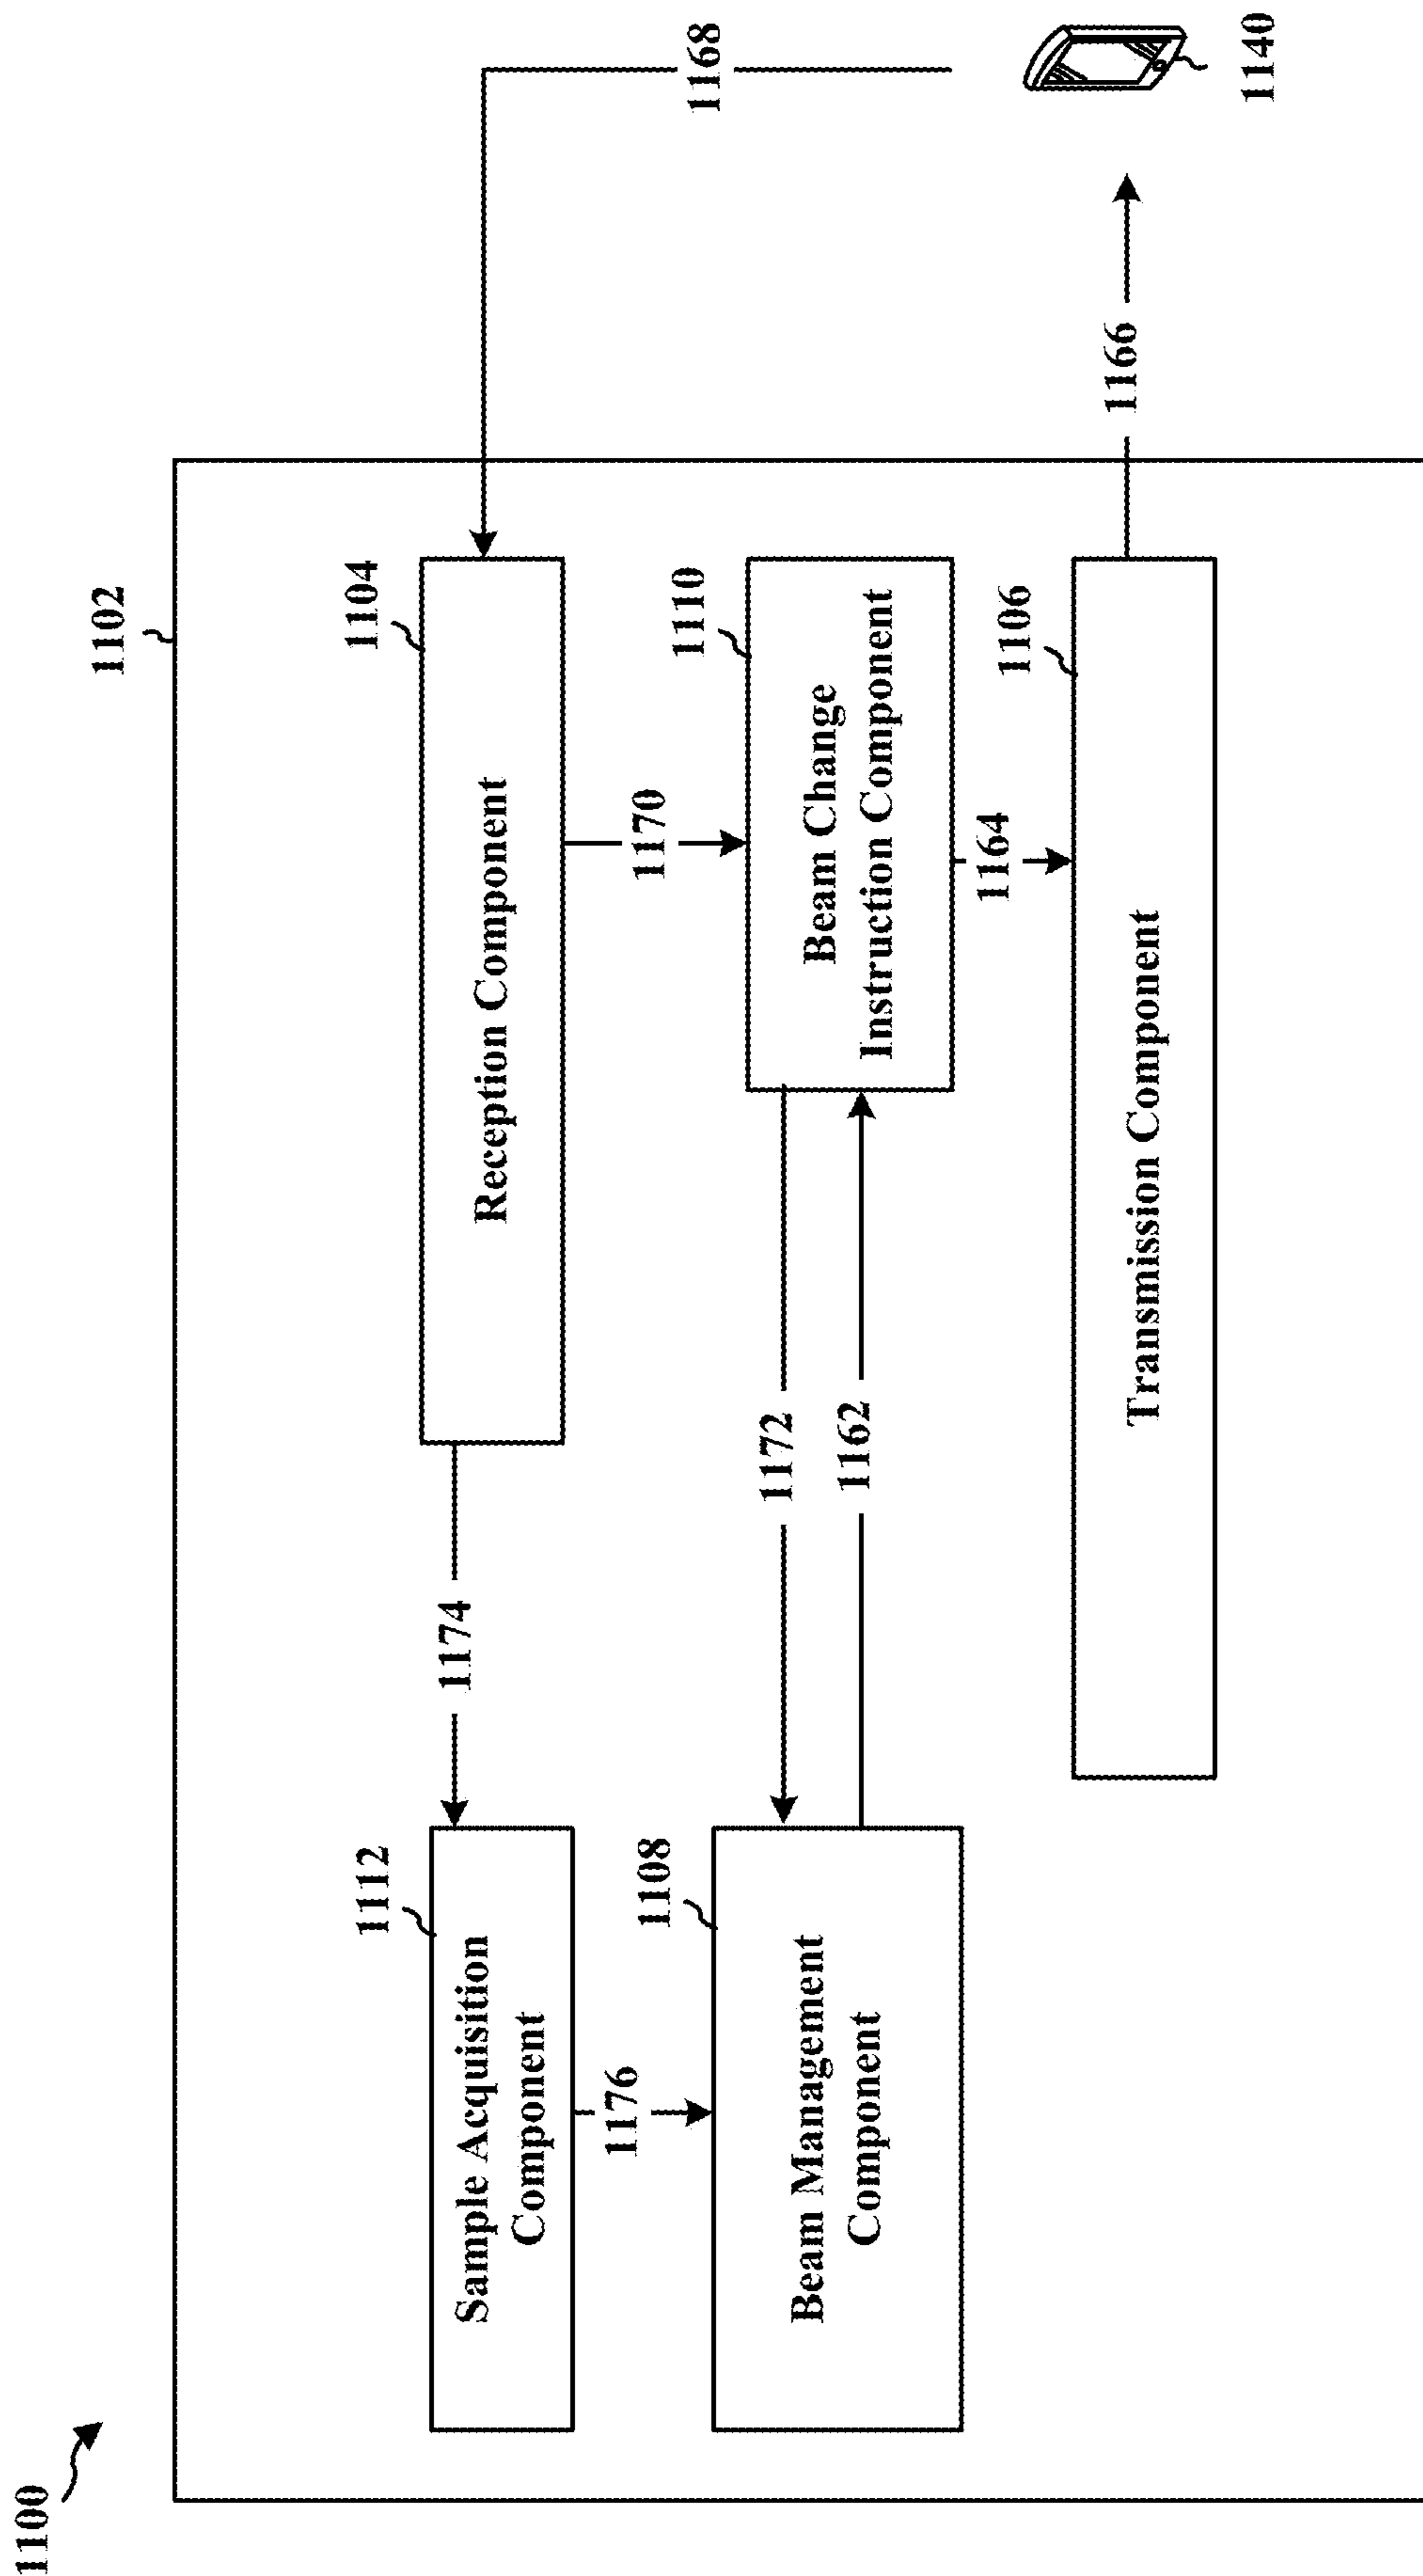 1100
1102
1112
Sample Acquisition
Component
1174
1104
Reception Component
1168
1176
1170
1108
Beam Management
Component
1172
1162
1110
Beam Change
Instruction Component
1164
1106
Transmission Component
1166
1140